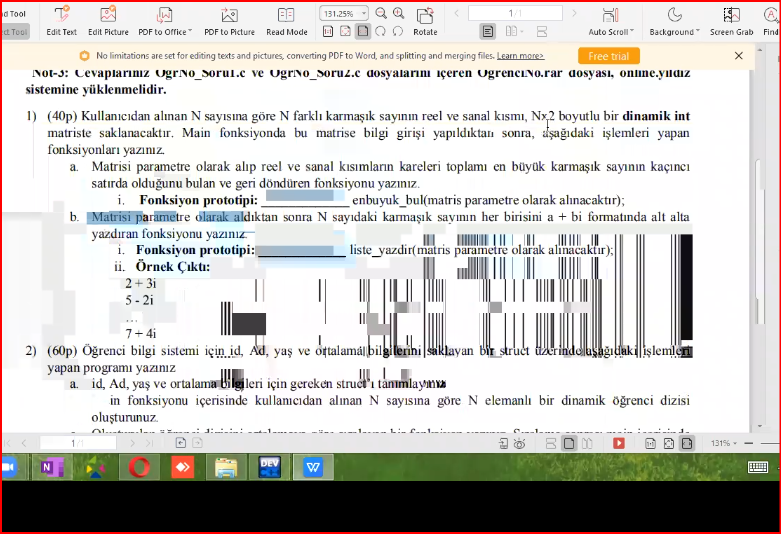 nd Tool
ect Tool
Edit Text
Edit Picture
PDF to Office
PDF to Picture
Read Mode
131.25%
Rotate
1/1
Auto Scroll
Background
Screen Grab
Find
No limitations are set for editing texts and pictures, converting PDF to Word, and splitting and merging files. Learn more>
Free trial
Not-3: Cevaplarınız OgrNo_Soru1.c ve OgrNo_Soru2.c dosyalarını içeren OgrenciNo.rar dosyası, online.yildiz
sistemine yüklenmelidir.
1) (40p) Kullanıcıdan alınan N sayısına göre N farklı karmaşık sayının reel ve sanal kısmı, Nx2 boyutlu bir dinamik int
matriste saklanacaktır. Main fonksiyonda bu matrise bilgi girişi yapıldıktan sonra, aşağıdaki işlemleri yapan
fonksiyonları yazınız.
a. Matrisi parametre olarak alıp reel ve sanal kısımların kareleri toplamı en büyük karmaşık sayının kaçıncı
satırda olduğunu bulan ve geri döndüren fonksiyonu yazınız.
i. Fonksiyon prototipi: enbuyuk_bul(matris parametre olarak alınacaktır);
b. Matrisi parametre olarak aldıktan sonra N sayıdaki karmaşık sayının her birisini a + bi formatında alt alta
yazdıran fonksiyonu yazınız.
i. Fonksiyon prototipi: liste_yazdir(matris parametre olarak alınacaktır);
ii. Örnek Çıktı:
2 + 3i
5 - 2i
…
7 + 4i
2) (60p) Öğrenci bilgi sistemi için id, Ad, yaş ve ortalama bilgilerini saklayan bir struct üzerinde aşağıdaki işlemleri
yapan programı yazınız
a. id, Ad, yaş ve ortalama bilgileri için gereken struct'ı tanımlayınız
in fonksiyonu içerisinde kullanıcıdan alınan N sayısına göre N elemanlı bir dinamik öğrenci dizisi
oluşturunuz.
1/1
131%
N
DEV
W